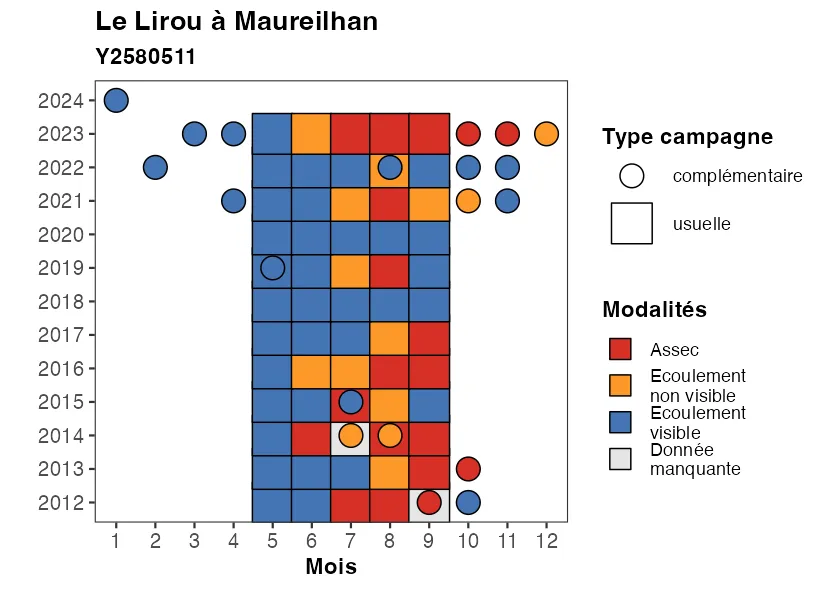 Le Lirou à Maureilhan
Y2580511
2024
2023
2022
2021
2020
2019
2018
2017
2016
2015
2014
2013
2012
1 2 3 4 5 6 7 8 9 10 11 12
Mois
Type campagne
complémentaire
usuelle
Modalités
Assec
Ecoulement
non visible
Ecoulement
visible
Donnée
manquante